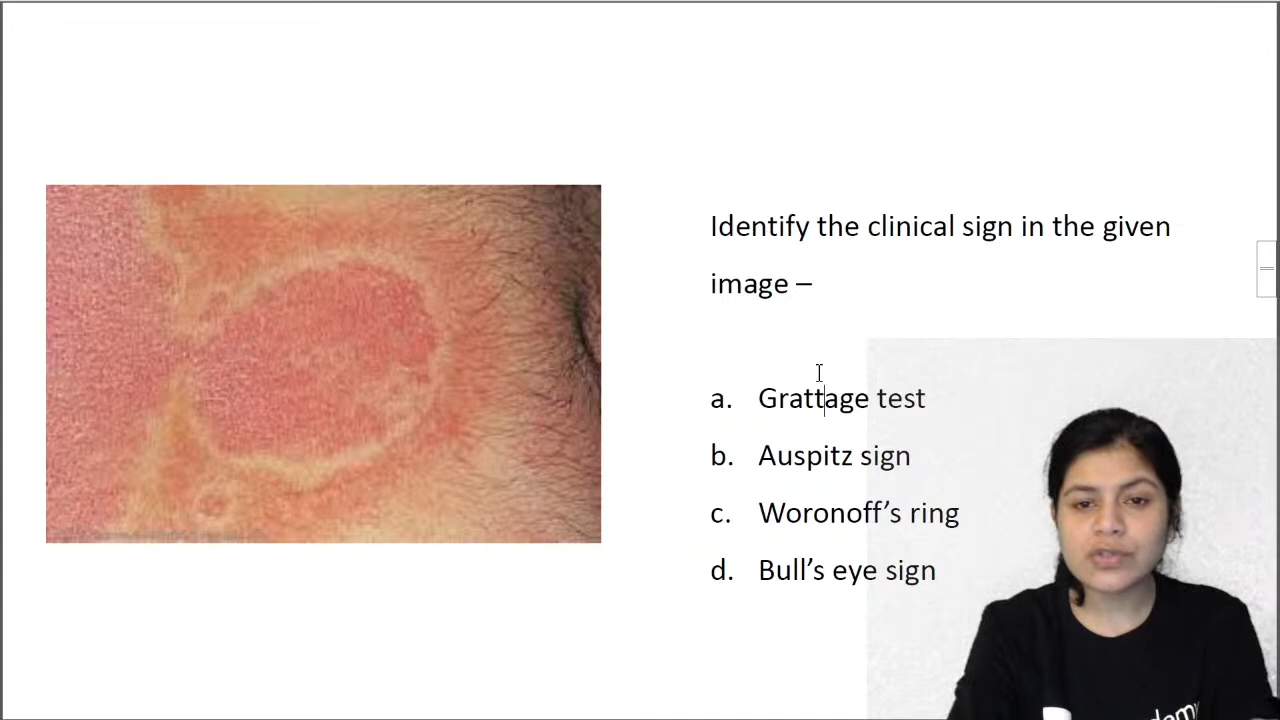 Identify the clinical sign in the given
image –
a. Grattage test
b. Auspitz sign
c. Woronoff’s ring
d. Bull’s eye sign